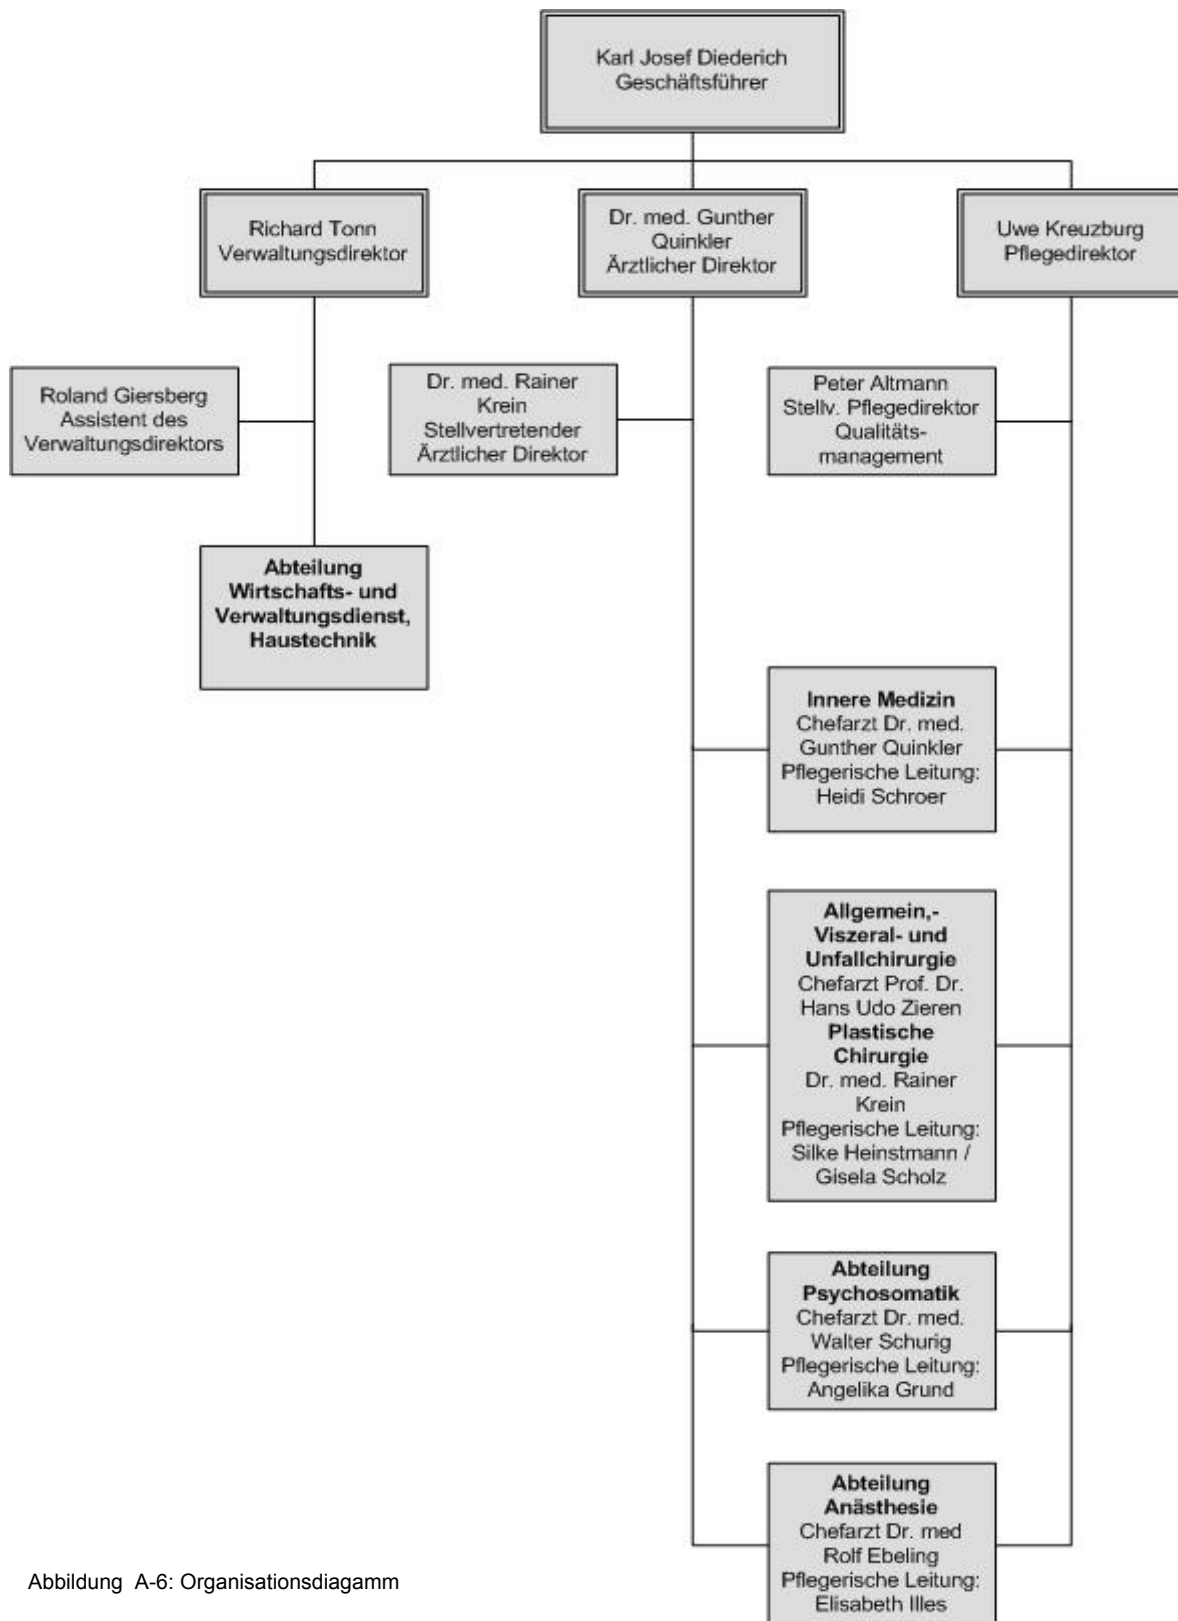 Karl Josef Diederich
Geschäftsführer
Richard Tonn
Verwaltungsdirektor
Dr. med. Gunther
Quinkler
Ärztlicher Direktor
Uwe Kreuzburg
Pflegedirektor
Roland Giersberg
Assistent des
Verwaltungsdirektors
Dr. med. Rainer
Krein
Stellvertretender
Ärztlicher Direktor
Peter Altmann
Stellv. Pflegedirektor
Qualitäts-
management
Abteilung
Wirtschafts- und
Verwaltungsdienst,
Haustechnik
Innere Medizin
Chefarzt Dr. med.
Gunther Quinkler
Pflegerische Leitung:
Heidi Schroer
Allgemein,-
Viszeral- und
Unfallchirurgie
Chefarzt Prof. Dr.
Hans Udo Zieren
Plastische
Chirurgie
Dr. med. Rainer
Krein
Pflegerische Leitung:
Silke Heinstmann /
Gisela Scholz
Abteilung
Psychosomatik
Chefarzt Dr. med.
Walter Schurig
Pflegerische Leitung:
Angelika Grund
Abteilung
Anästhesie
Chefarzt Dr. med
Rolf Ebeling
Pflegerische Leitung:
Elisabeth Illes
Abbildung A-6: Organisationsdiagamm